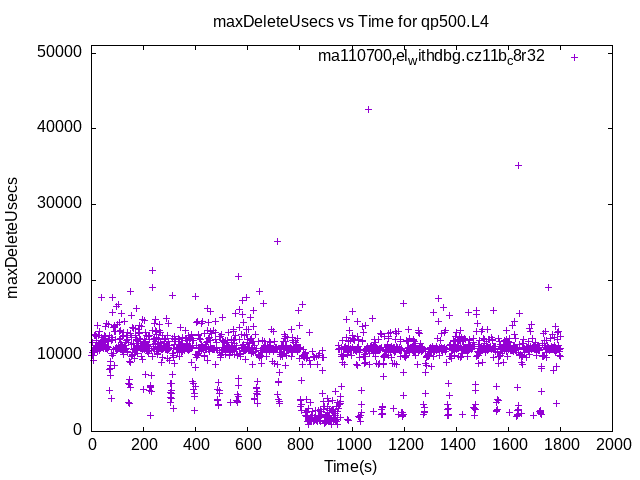 maxDeleteUsecs vs Time for qp500.L4
ma110700relwithdbg.cz11bc8r32
50000
40000
30000
20000
10000
0
maxDeleteUsecs
0 200 400 600 800 1000 1200 1400 1600 1800 2000
Time(s)